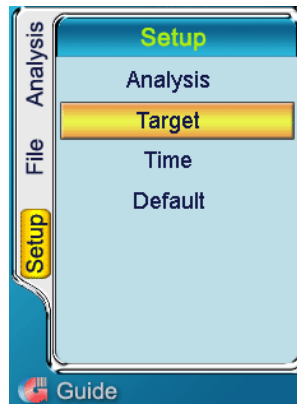 Setup
Analysis
Target
Time
Default
Analysis
File
Setup
Guide